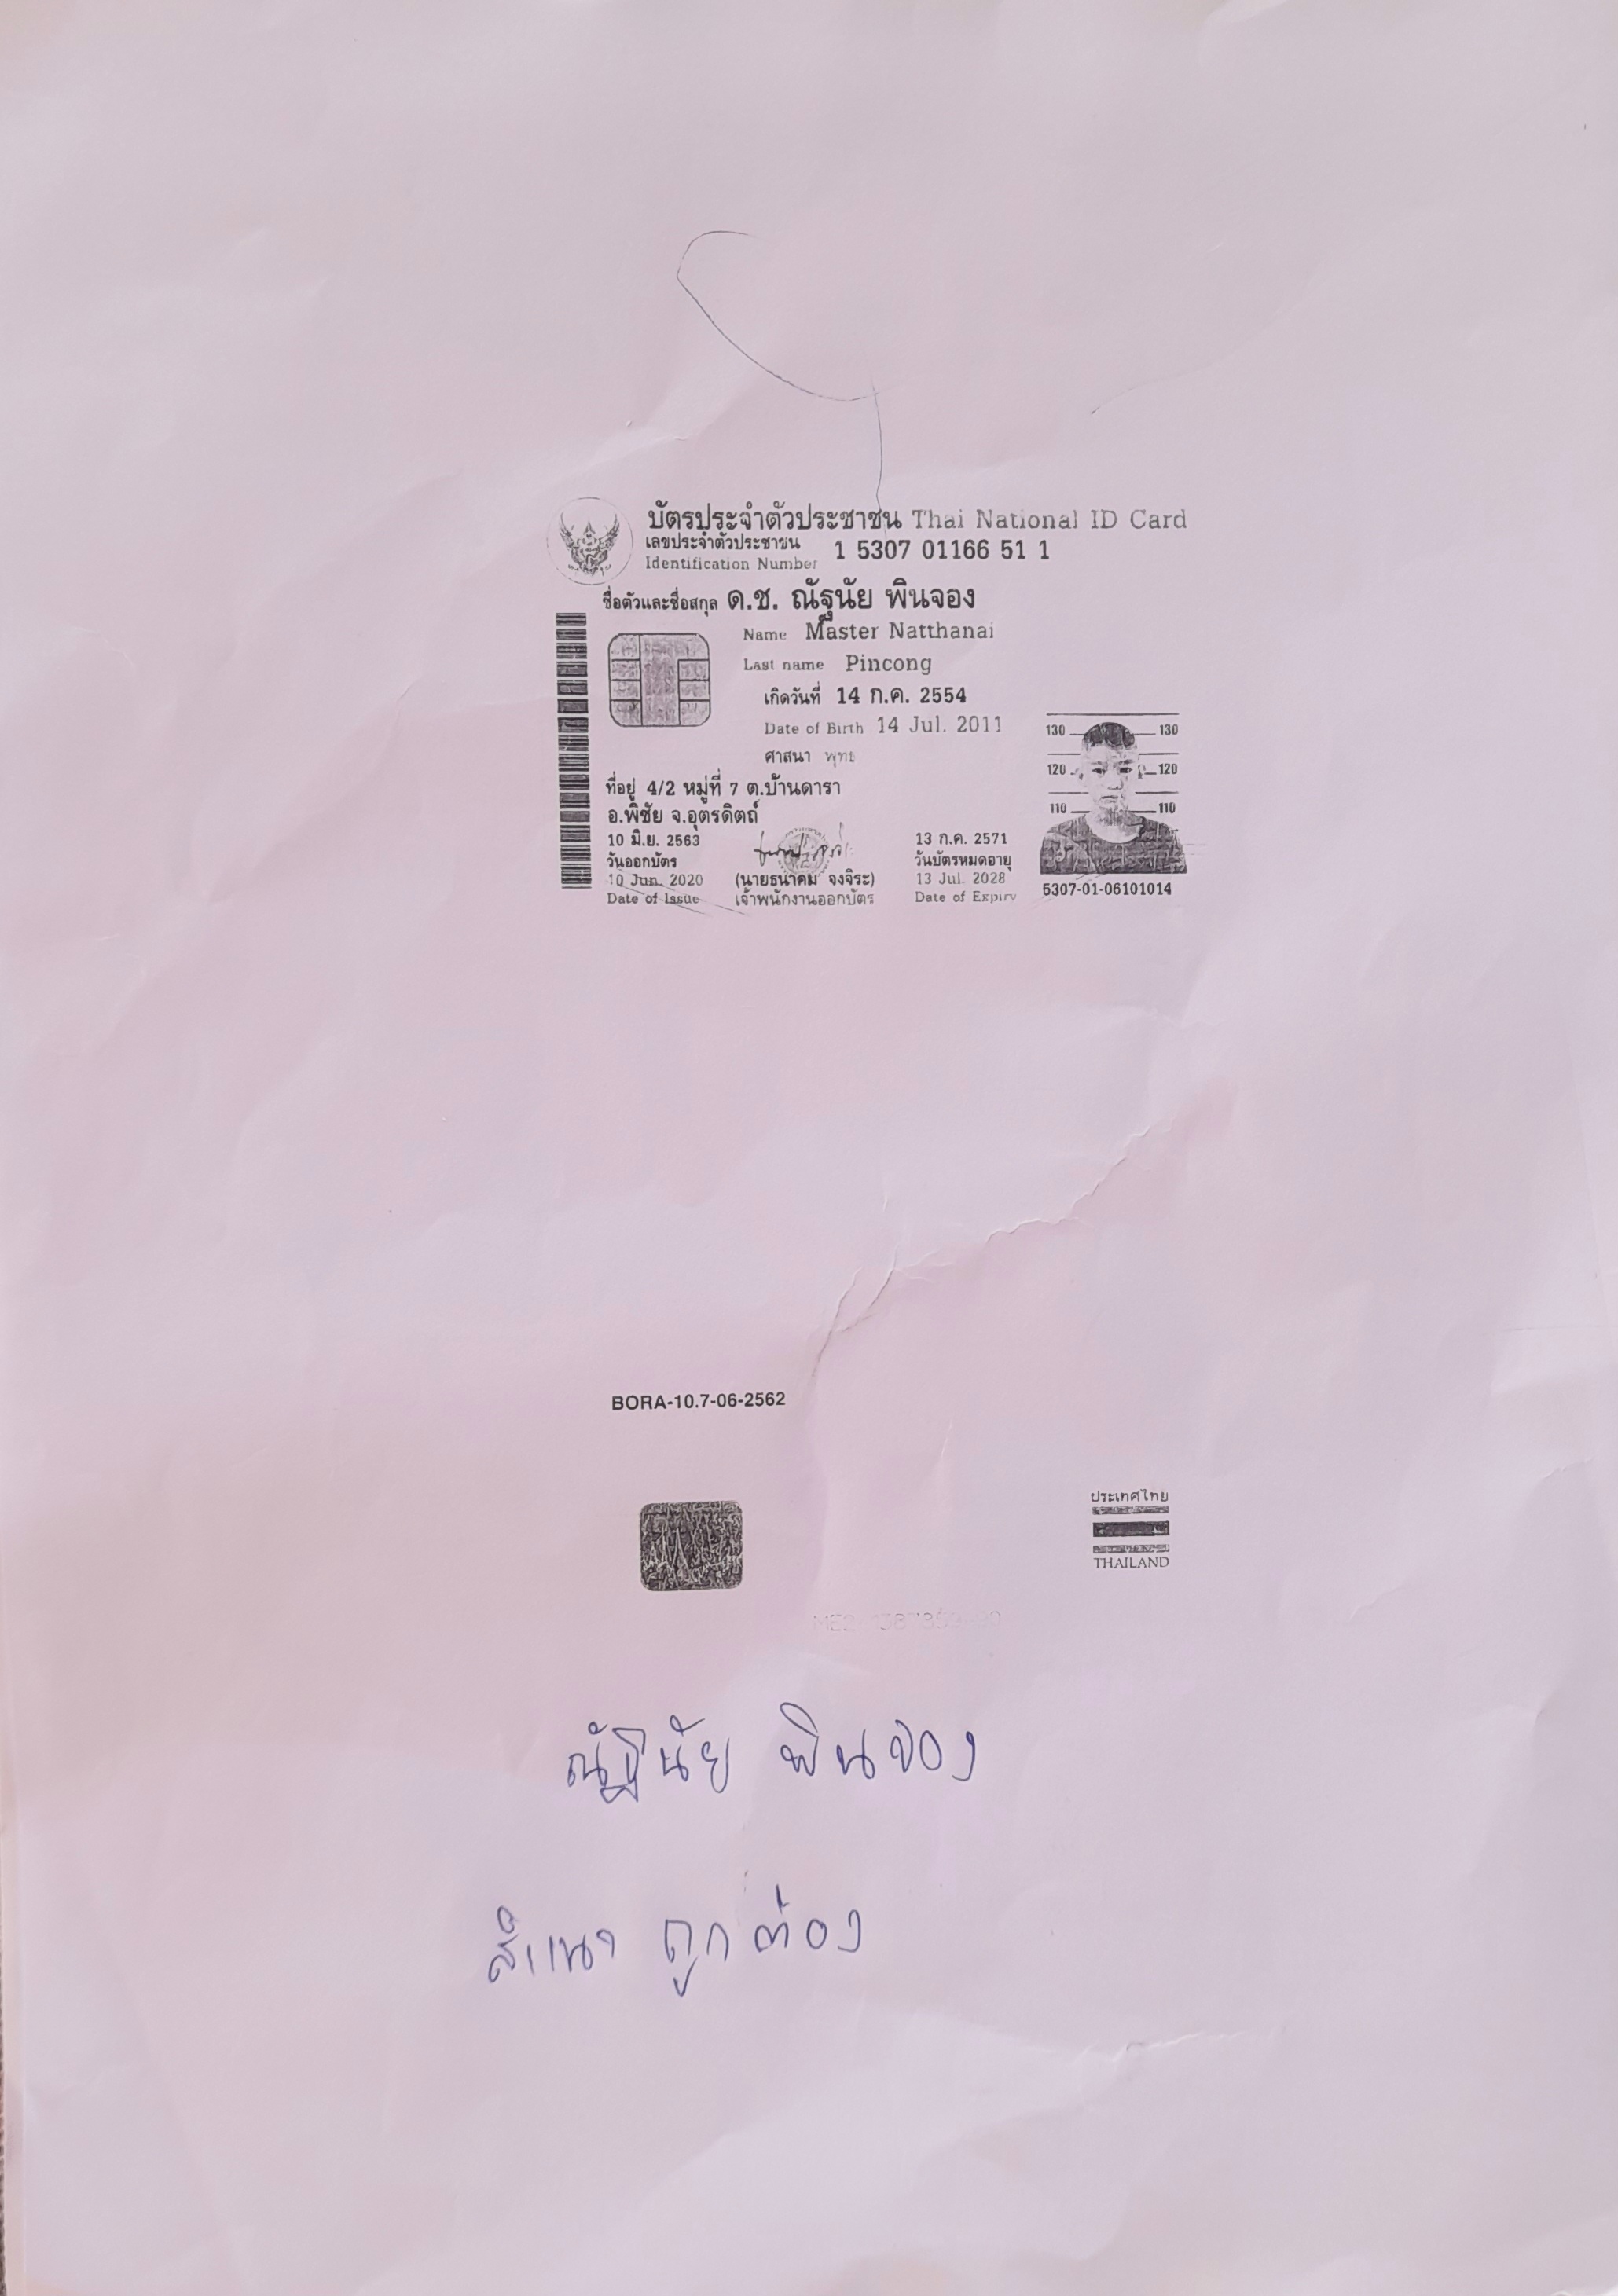 บัตรประจำตัวประชาชน Thai National ID Card
เลขประจำตัวประชาชน 1 5307 01166 51 1
Identification Number
ชื่อตัวและชื่อสกุล ด.ช. ณัฐนัย พินจอง
Name Master Natthanai
Last name Pincong
เกิดวันที่ 14 ก.ค. 2554
Date of Birth 14 Jul. 2011
ศาสนา พุทธ
130 130
120 120
110 110
ที่อยู่ 4/2 หมู่ที่ 7 ต.บ้านดารา
อ.พิชัย จ.อุตรดิตถ์
10 มิ.ย. 2563 13 ก.ค. 2571
วันออกบัตร วันบัตรหมดอายุ
10 Jun. 2020 (นายธนาคม จงจิระ) 13 Jul. 2028
Date of Issue เจ้าพนักงานออกบัตร Date of Expiry 5307-01-06101014
BORA-10.7-06-2562
ประเทศไทย
THAILAND
ณัฐนัย พินจอง
สำเนา ถูกต้อง